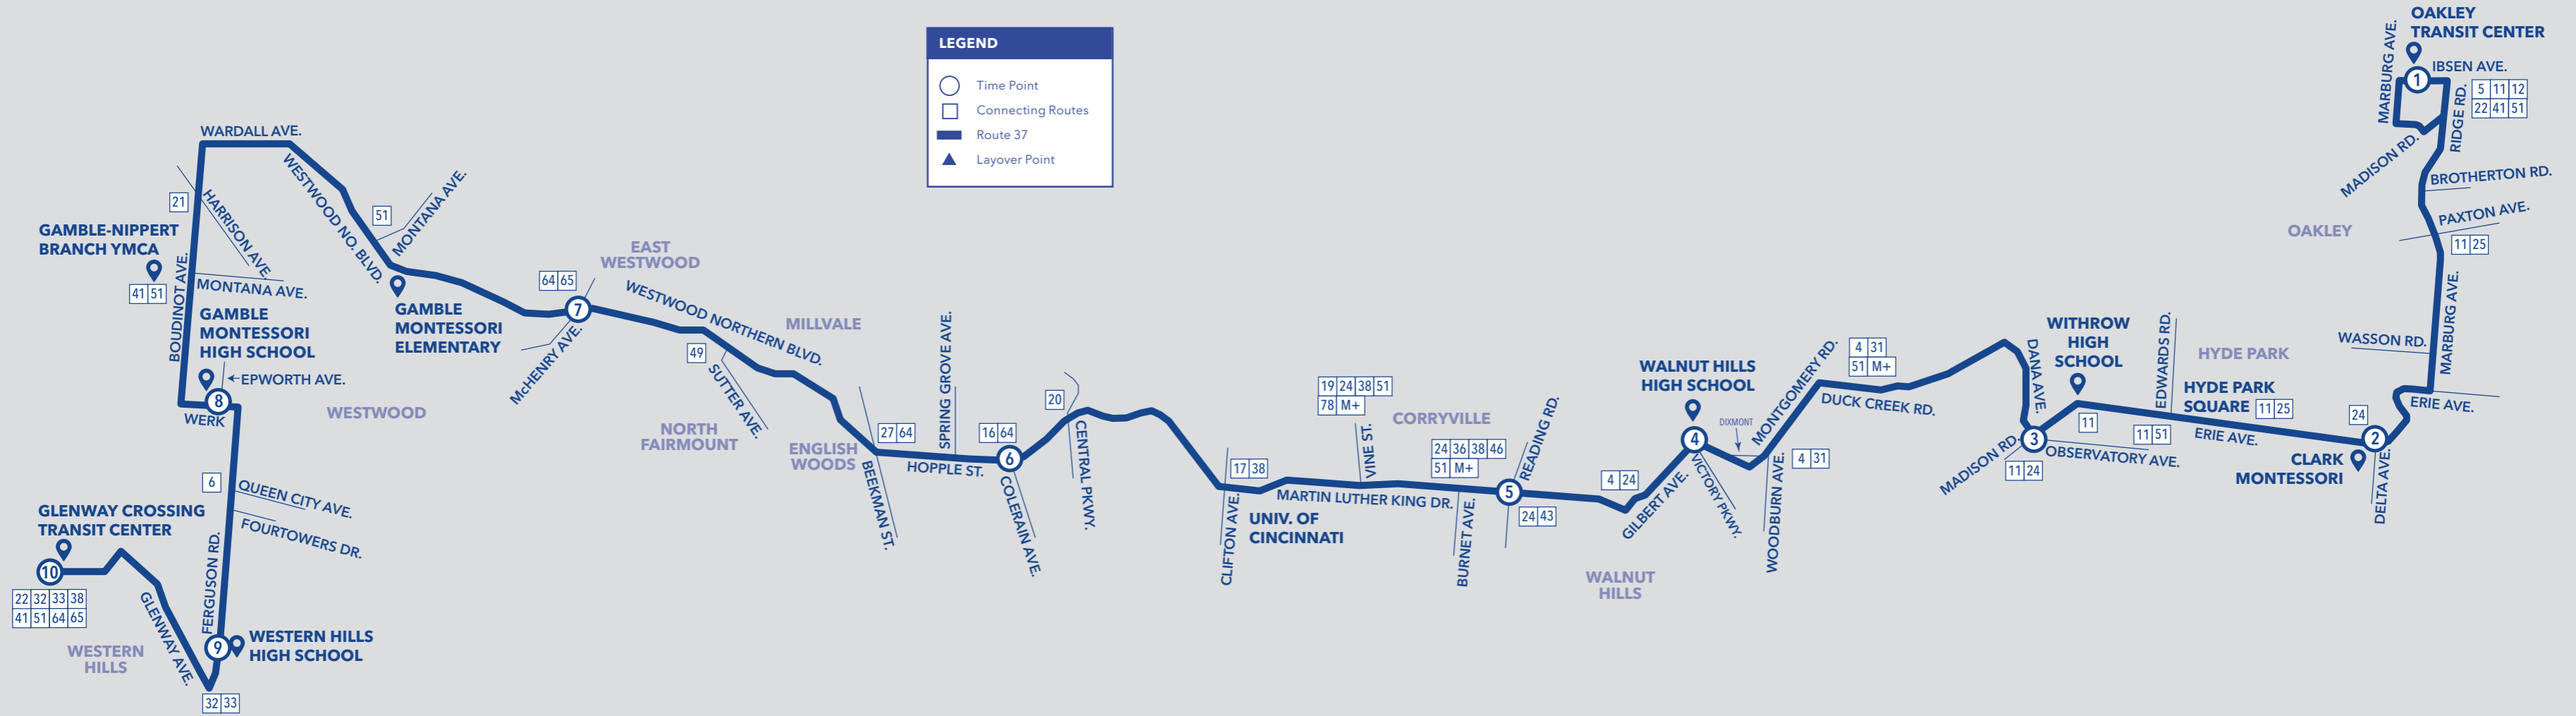 LEGEND
Time Point
Connecting Routes
Route 37
Layover Point
OAKLEY
TRANSIT CENTER
MARBURG AVE.
1
IBSEN AVE.
5 11 12
22 41 51
RIDGE RD.
MADISON RD.
BROTHERTON RD.
PAXTON AVE.
OAKLEY
11 25
MARBURG AVE.
WASSON RD.
ERIE AVE.
24
2
CLARK
MONTESSORI
DELTA AVE.
HYDE PARK
HYDE PARK
SQUARE
11 25
EDWARDS RD.
ERIE AVE.
11 51
11
WITHROW
HIGH
SCHOOL
DANA AVE.
3
OBSERVATORY AVE.
MADISON RD.
11 24
4 31
51 M+
DUCK CREEK RD.
MONTGOMERY RD.
DIXMONT
WOODBURN AVE.
4 31
WALNUT HILLS
HIGH SCHOOL
4
VICTORY PKWY.
GILBERT AVE.
4 24
WALNUT
HILLS
READING RD.
5
24 43
24 36 38 46
51 M+
BURNET AVE.
CORRYVILLE
19 24 38 51
78 M+
VINE ST.
MARTIN LUTHER KING DR.
UNIV. OF
CINCINNATI
17 38
CLIFTON AVE.
20
CENTRAL PKWY.
16 64
6
COLERAIN AVE.
SPRING GROVE AVE.
HOPPLE ST.
27 64
BEEKMAN ST.
ENGLISH
WOODS
MILLVALE
WESTWOOD NORTHERN BLVD.
49
SUTTER AVE.
NORTH
FAIRMOUNT
EAST
WESTWOOD
64 65
7
McHENRY AVE.
GAMBLE
MONTESSORI
ELEMENTARY
MONTANA AVE.
51
WESTWOOD NO. BLVD.
WARDALL AVE.
21
HARRISON AVE.
GAMBLE-NIPPERT
BRANCH YMCA
41 51
BOUDINOT AVE.
MONTANA AVE.
GAMBLE
MONTESSORI
HIGH SCHOOL
EPWORTH AVE.
8
WERK
WESTWOOD
6
QUEEN CITY AVE.
FOURTOWERS DR.
FERGUSON RD.
9
WESTERN HILLS
HIGH SCHOOL
32 33
GLENWAY AVE.
GLENWAY CROSSING
TRANSIT CENTER
10
22 32 33 38
41 51 64 65
WESTERN
HILLS